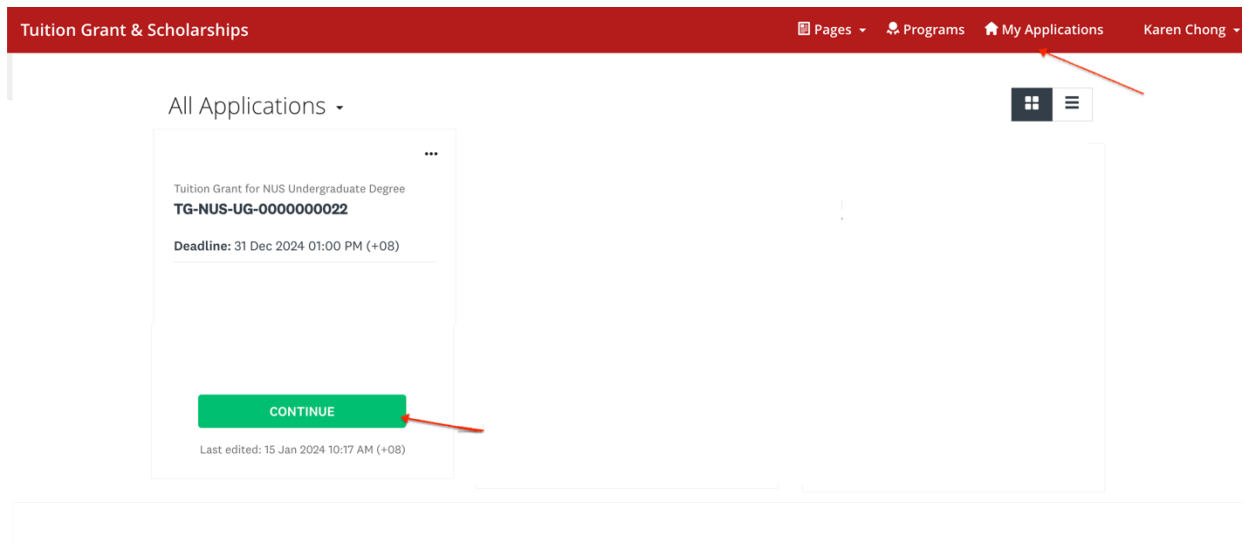 Tuition Grant & Scholarships Pages Programs My Applications Karen Chong
All Applications
Tuition Grant for NUS Undergraduate Degree
TG-NUS-UG-0000000022
Deadline: 31 Dec 2024 01:00 PM (+08)
CONTINUE
Last edited: 15 Jan 2024 10:17 AM (+08)